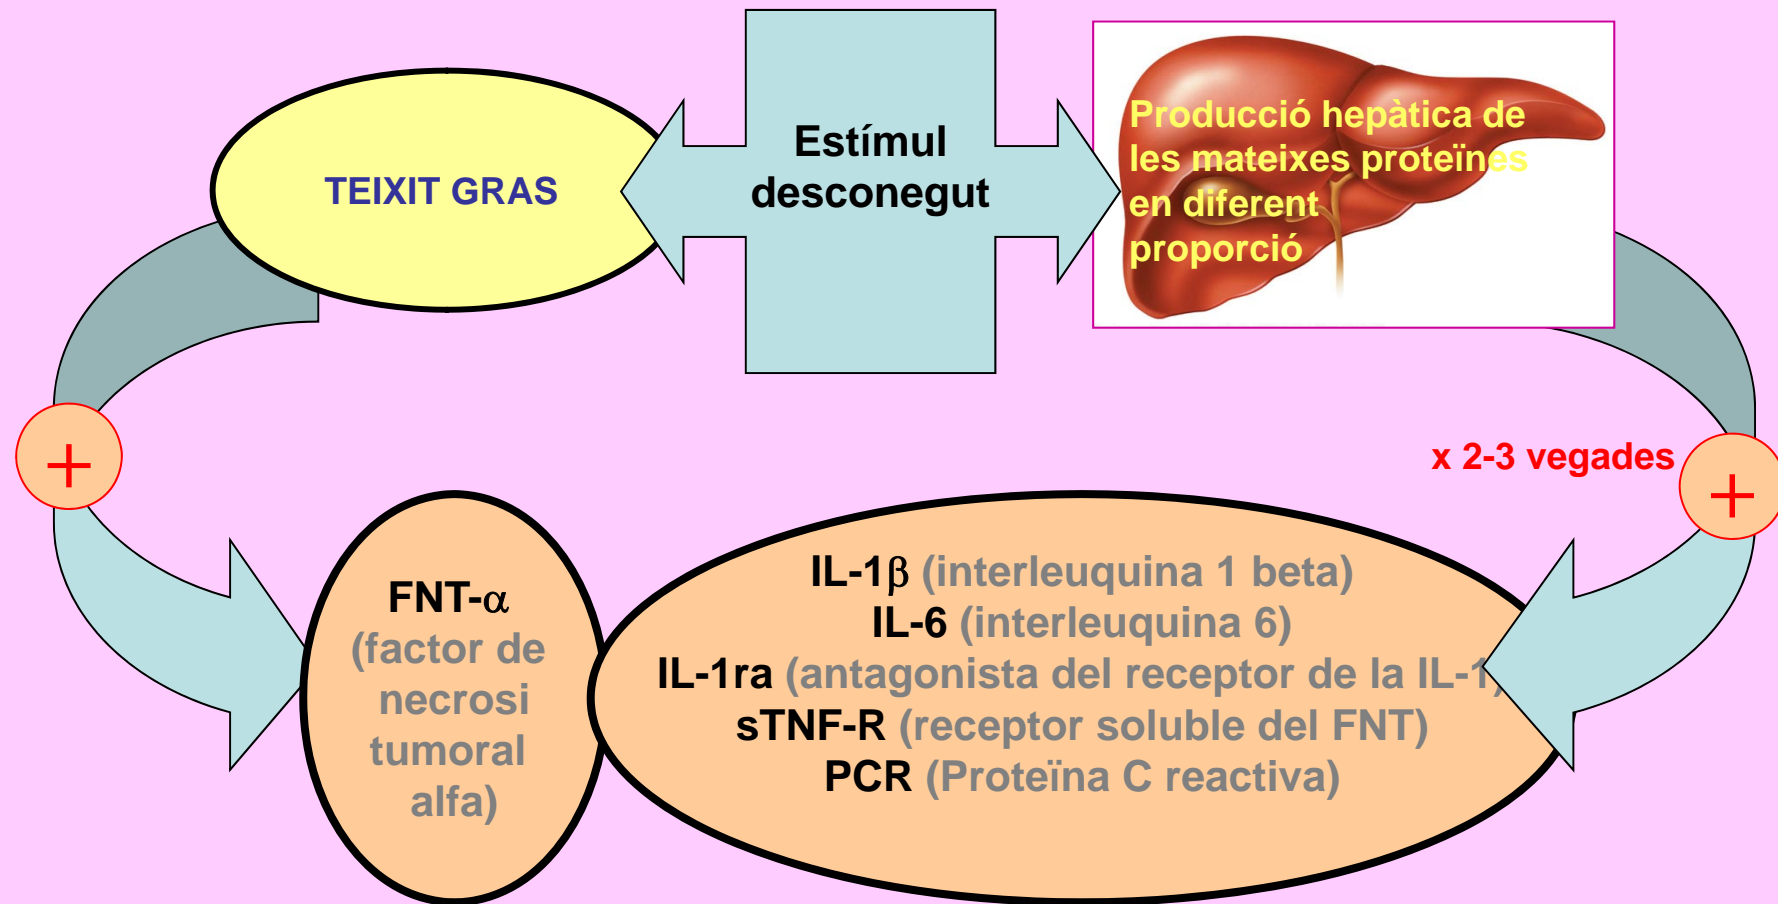 TEIXIT GRAS
Estímul
desconegut
Producció hepàtica de
les mateixes proteïnes
en diferent
proporció
+
x 2-3 vegades
+
FNT-α
(factor de
necrosi
tumoral
alfa)
IL-1β (interleuquina 1 beta)
IL-6 (interleuquina 6)
IL-1ra (antagonista del receptor de la IL-1)
sTNF-R (receptor soluble del FNT)
PCR (Proteïna C reactiva)